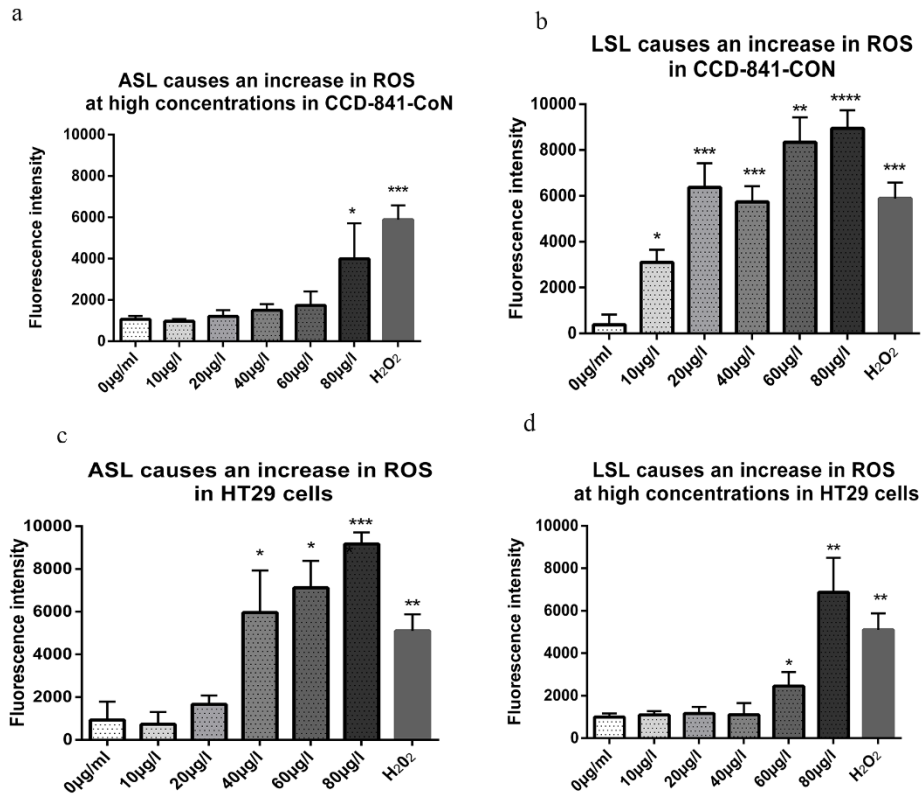 a
ASL causes an increase in ROS
at high concentrations in CCD-841-CoN
Fluorescence intensity
10000
8000
6000
4000
2000
0
*
***
0µg/ml
10µg/l
20µg/l
40µg/l
60µg/l
80µg/l
H₂O₂
b
LSL causes an increase in ROS
in CCD-841-CON
Fluorescence intensity
10000
8000
6000
4000
2000
0
*
***
***
**
****
***
0µg/ml
10µg/l
20µg/l
40µg/l
60µg/l
80µg/l
H₂O₂
c
ASL causes an increase in ROS
in HT29 cells
Fluorescence intensity
10000
8000
6000
4000
2000
0
*
*
***
**
0µg/ml
10µg/l
20µg/l
40µg/l
60µg/l
80µg/l
H₂0₂
d
LSL causes an increase in ROS
at high concentrations in HT29 cells
Fluorescence intensity
10000
8000
6000
4000
2000
0
*
**
**
0µg/ml
10µg/l
20µg/l
40µg/l
60µg/l
80µg/l
H₂O₂